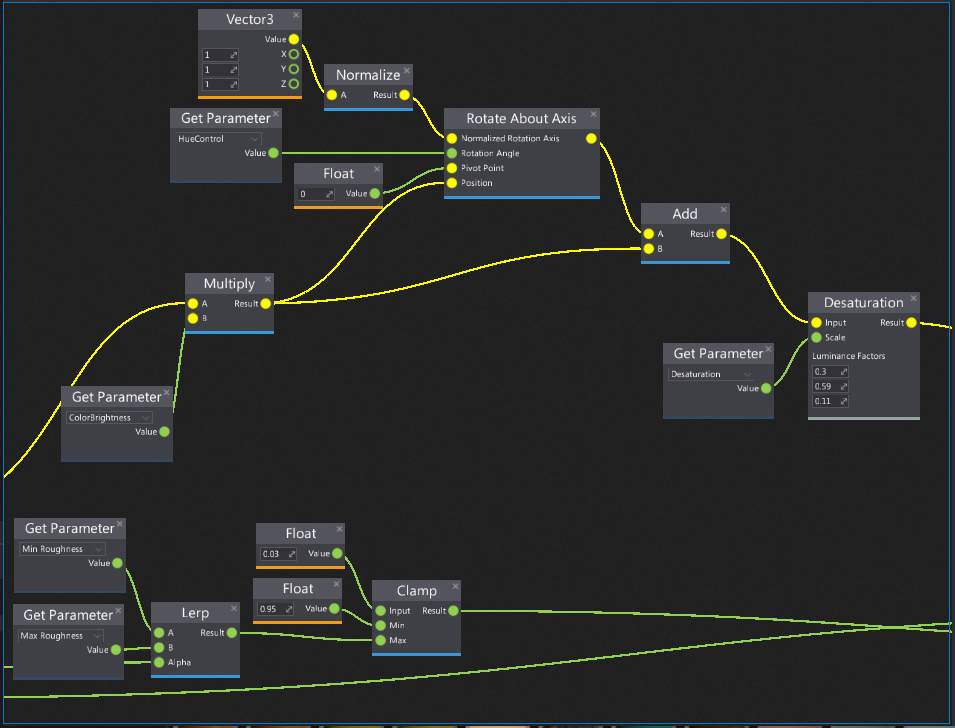 Vector3
Value
1 X
1 Y
1 Z
Normalize
A Result
Get Parameter
HueControl
Value
Rotate About Axis
Normalized Rotation Axis
Rotation Angle
Pivot Point
Position
Float
0 Value
Add
A Result
B
Multiply
A Result
B
Desaturation
Input Result
Scale
Luminance Factors
0.3
0.59
0.11
Get Parameter
Desaturation
Value
Get Parameter
ColorBrightness
Value
Get Parameter
Min Roughness
Value
Float
0.03 Value
Float
0.95 Value
Clamp
Input Result
Min
Max
Get Parameter
Max Roughness
Value
Lerp
A Result
B
Alpha